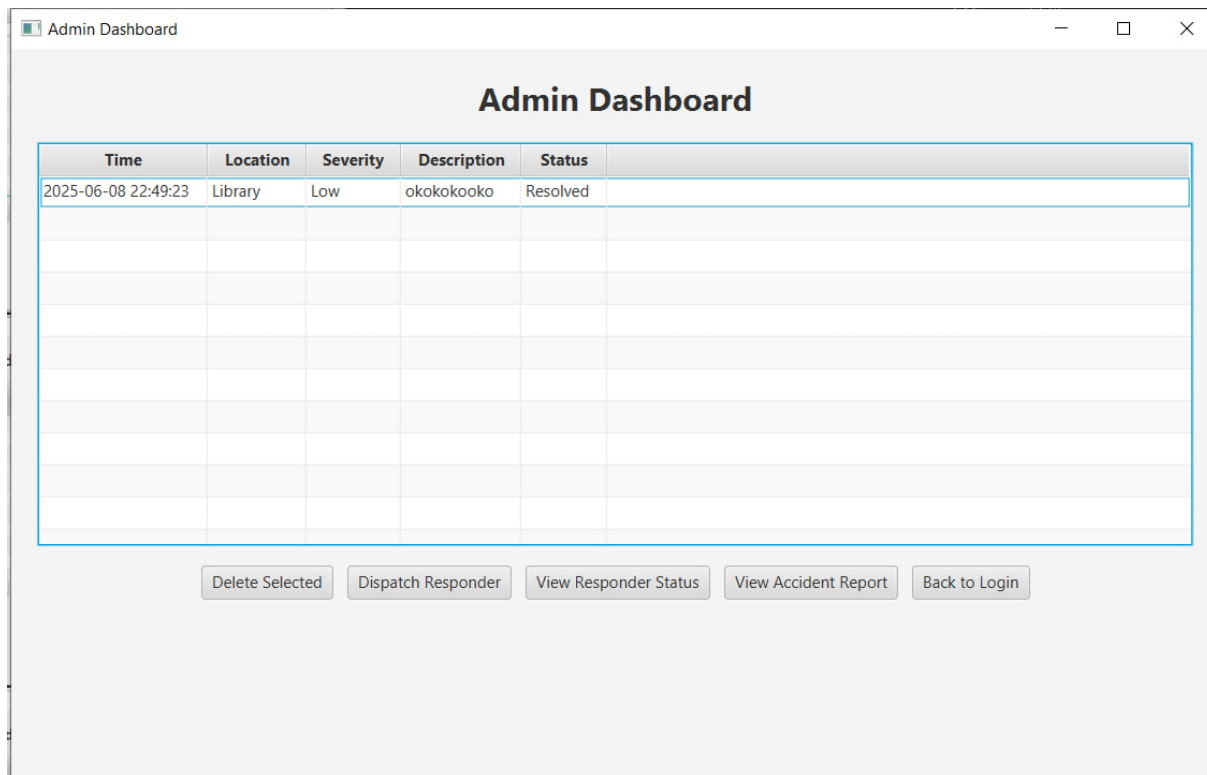 Admin Dashboard
Admin Dashboard
Time Location Severity Description Status
2025-06-08 22:49:23 Library Low okokokooko Resolved
Delete Selected Dispatch Responder View Responder Status View Accident Report Back to Login